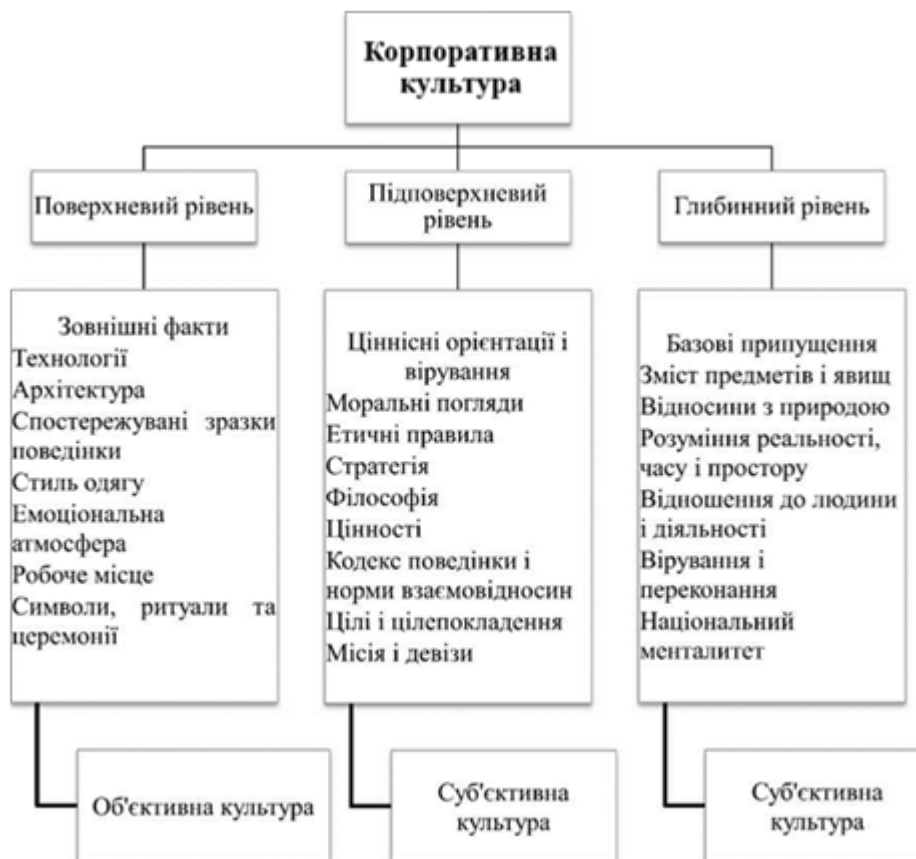 Корпоративна
культура
Поверхневий рівень
Підповерхневий
рівень
Глибинний рівень
Зовнішні факти
Технології
Архітектура
Спостережувані зразки
поведінки
Стиль одягу
Емоціональна
атмосфера
Робоче місце
Символи, ритуали та
церемонії
Ціннісні орієнтації і
вірування
Моральні погляди
Етичні правила
Стратегія
Філософія
Цінності
Кодекс поведінки і
норми взаємовідносин
Цілі і цілепокладення
Місія і девізи
Базові припущення
Зміст предметів і явищ
Відносини з природою
Розуміння реальності,
часу і простору
Відношення до людини
і діяльності
Вірування і
переконання
Національний
менталитет
Об'єктивна культура
Суб'єктивна
культура
Суб'єктивна
культура